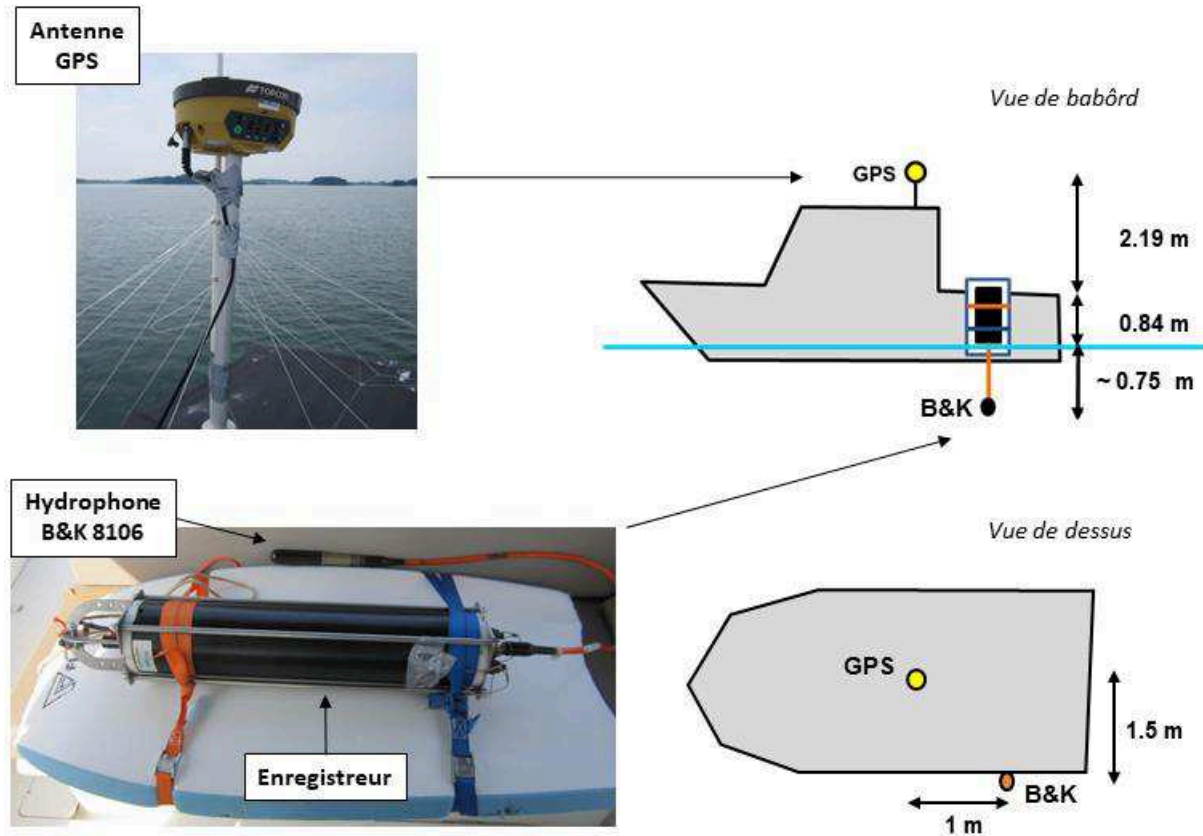 Antenne
GPS
TOPCON
Vue de babôrd
GPS
2.19 m
0.84 m
~ 0.75 m
B&K
Hydrophone
B&K 8106
Vue de dessus
GPS
1.5 m
Enregistreur
B&K
1 m